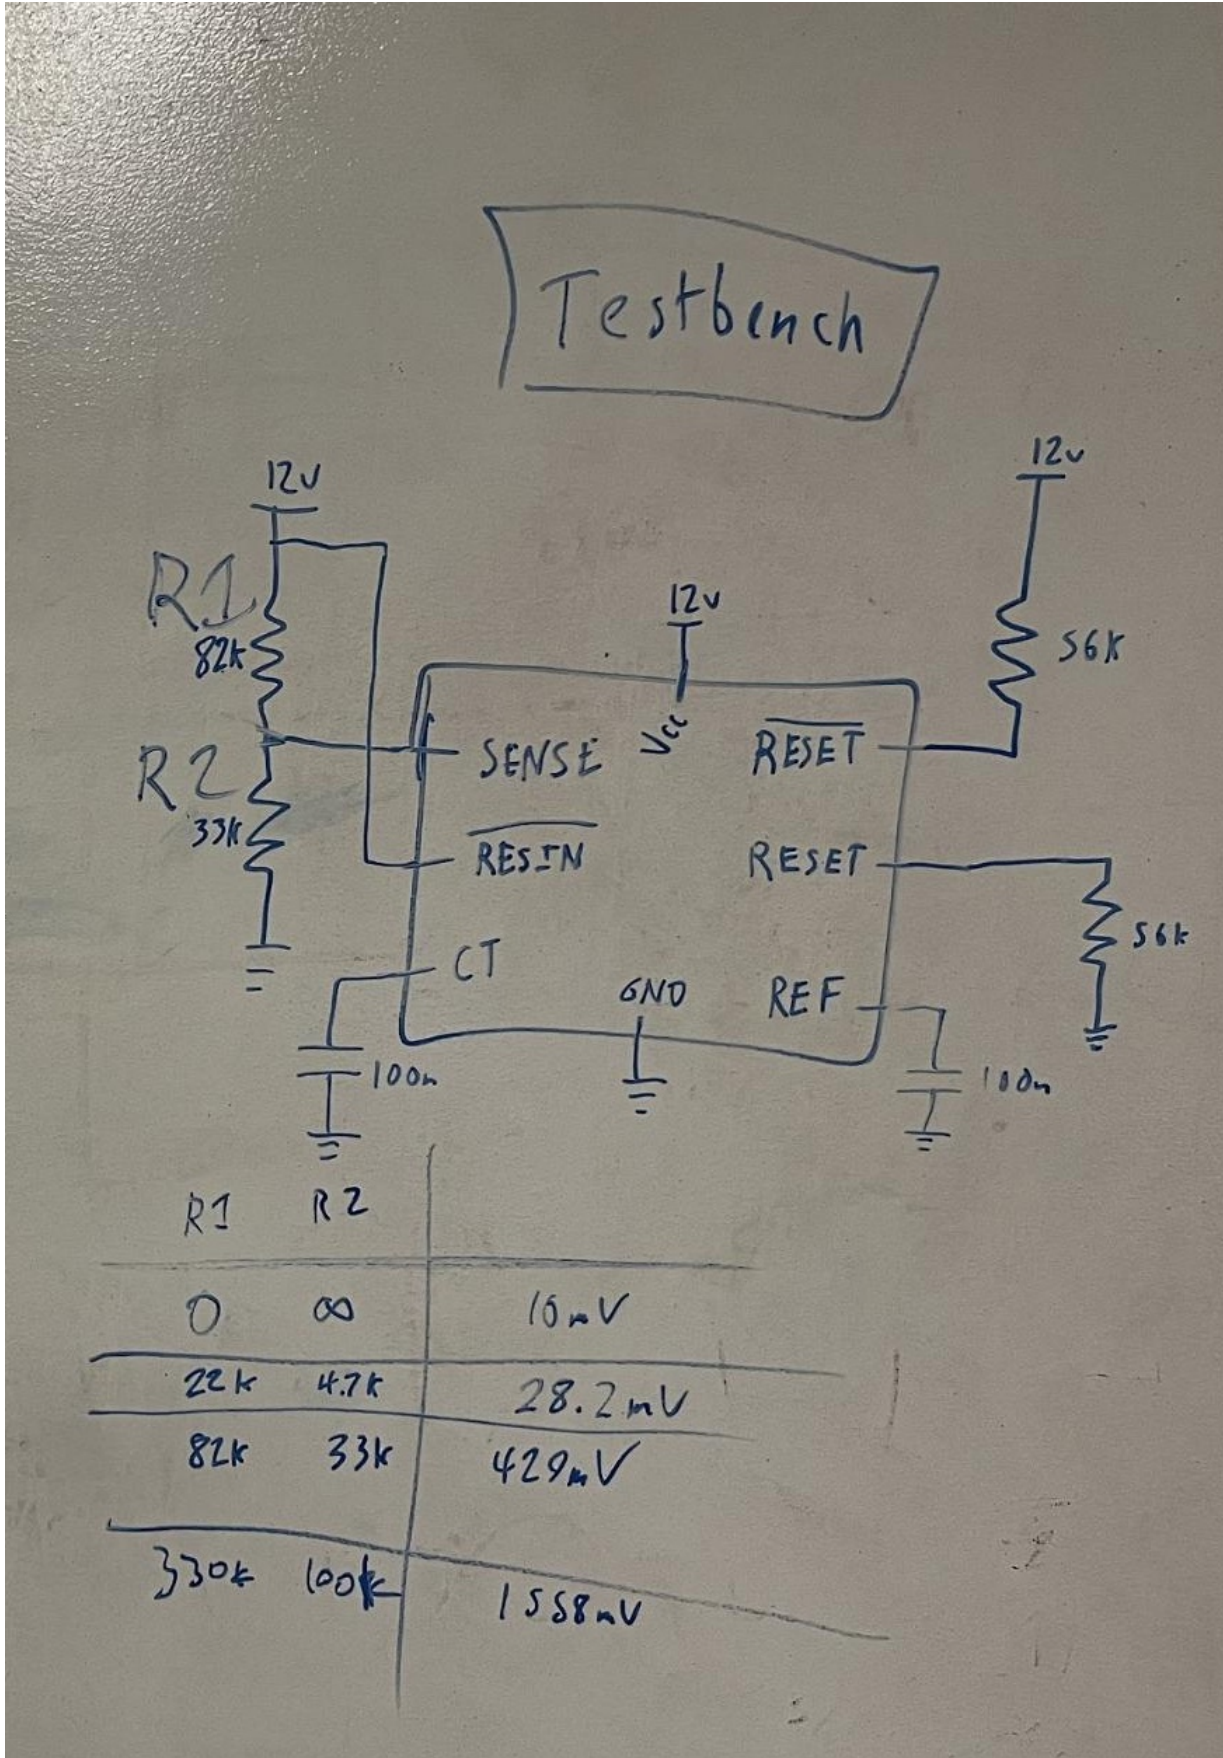 Testbench
12v
12v
R1
82k
12v
56k
R2
33k
SENSE
Vcc
RESET
RESIN
RESET
56k
CT
GND
REF
100n
100n
R1 R2
0 ∞ 10mV
22k 4.7k 28.2mV
82k 33k 429mV
330k 100k 1558mV